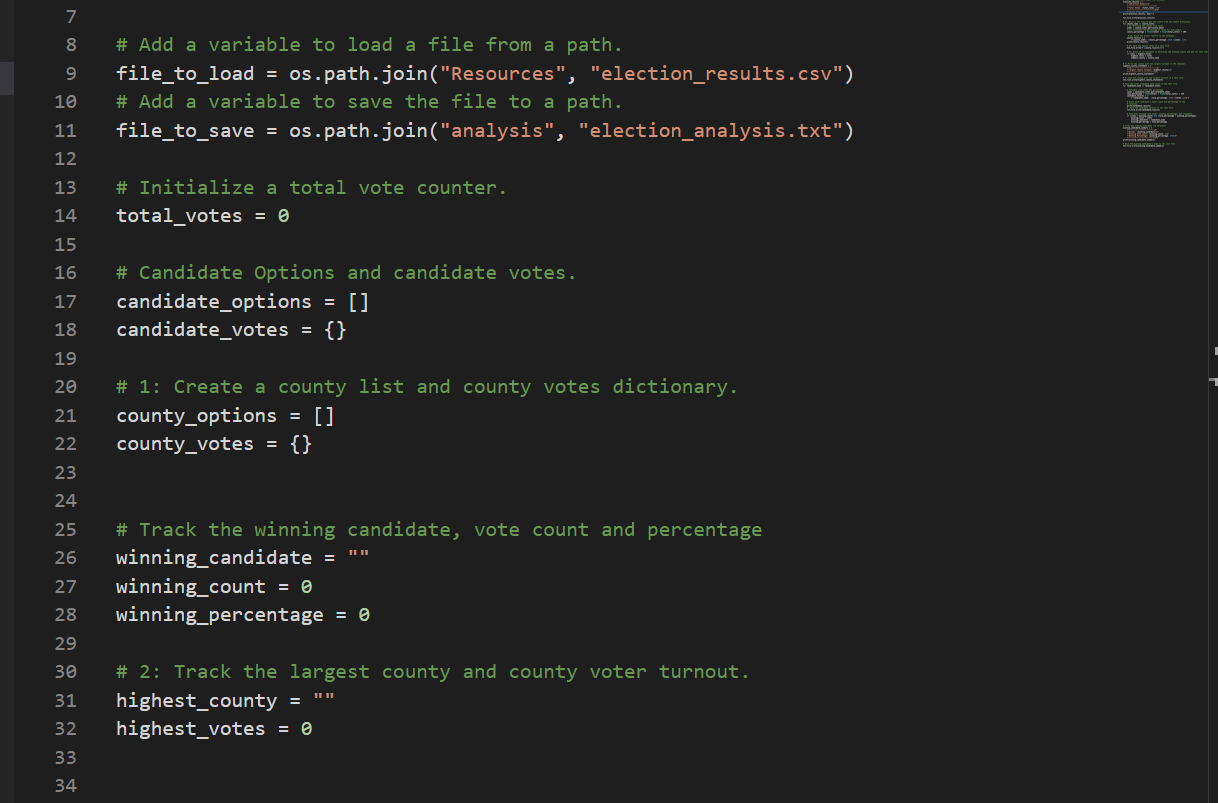 7
8 # Add a variable to load a file from a path.
9 file_to_load = os.path.join("Resources", "election_results.csv")
10 # Add a variable to save the file to a path.
11 file_to_save = os.path.join("analysis", "election_analysis.txt")
12
13 # Initialize a total vote counter.
14 total_votes = 0
15
16 # Candidate Options and candidate votes.
17 candidate_options = []
18 candidate_votes = {}
19
20 # 1: Create a county list and county votes dictionary.
21 county_options = []
22 county_votes = {}
23
24
25 # Track the winning candidate, vote count and percentage
26 winning_candidate = ""
27 winning_count = 0
28 winning_percentage = 0
29
30 # 2: Track the largest county and county voter turnout.
31 highest_county = ""
32 highest_votes = 0
33
34